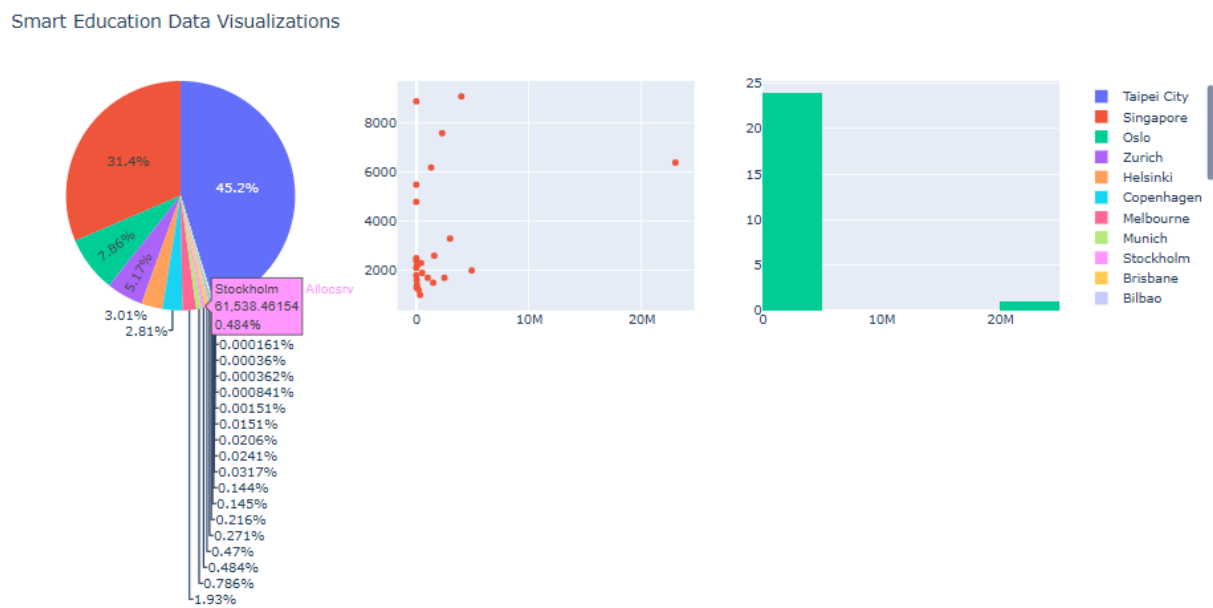 Smart Education Data Visualizations
45.2%
31.4%
7.86%
5.17%
3.01%
2.81%
Stockholm
61,538.46154
0.484%
Allocsrv
0.000161%
0.00036%
0.000362%
0.000841%
0.00151%
0.0151%
0.0206%
0.0241%
0.0317%
0.144%
0.145%
0.216%
0.271%
0.47%
0.484%
0.786%
1.93%
8000
6000
4000
2000
0
10M
20M
25
20
15
10
5
0
0
10M
20M
Taipei City
Singapore
Oslo
Zurich
Helsinki
Copenhagen
Melbourne
Munich
Stockholm
Brisbane
Bilbao